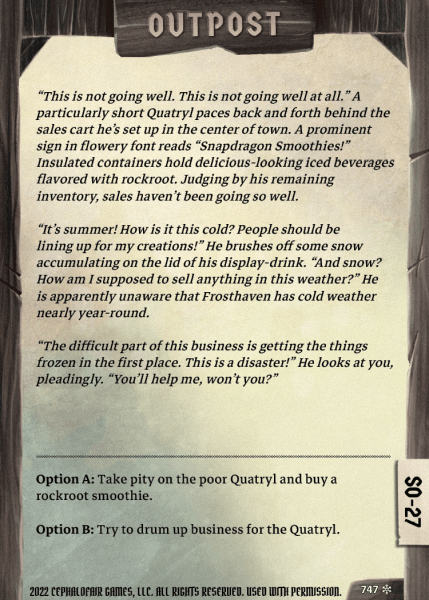 OUTPOST
“This is not going well. This is not going well at all.” A
particularly short Quatryl paces back and forth behind the
sales cart he’s set up in the center of town. A prominent
sign in flowery font reads “Snapdragon Smoothies!”
Insulated containers hold delicious-looking iced beverages
flavored with rockroot. Judging by his remaining
inventory, sales haven’t been going so well.
“It’s summer! How is it this cold? People should be
lining up for my creations!” He brushes off some snow
accumulating on the lid of his display-drink. “And snow?
How am I supposed to sell anything in this weather?” He
is apparently unaware that Frosthaven has cold weather
nearly year-round.
“The difficult part of this business is getting the things
frozen in the first place. This is a disaster!” He looks at you,
pleadingly. “You’ll help me, won’t you?”
Option A: Take pity on the poor Quatryl and buy a
rockroot smoothie.
Option B: Try to drum up business for the Quatryl.
SO-27
2022 CEPHALOFAIR GAMES, LLC. ALL RIGHTS RESERVED. USED WITH PERMISSION.
747